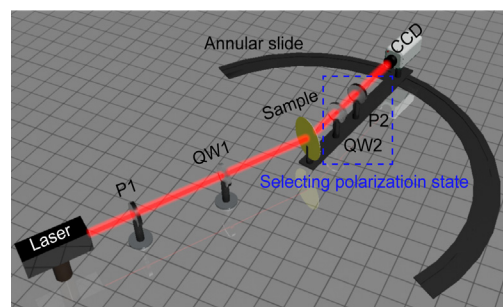 Annular slide
CCD
Sample
P2
QW2
QW1
Selecting polarizatioin state
P1
Laser